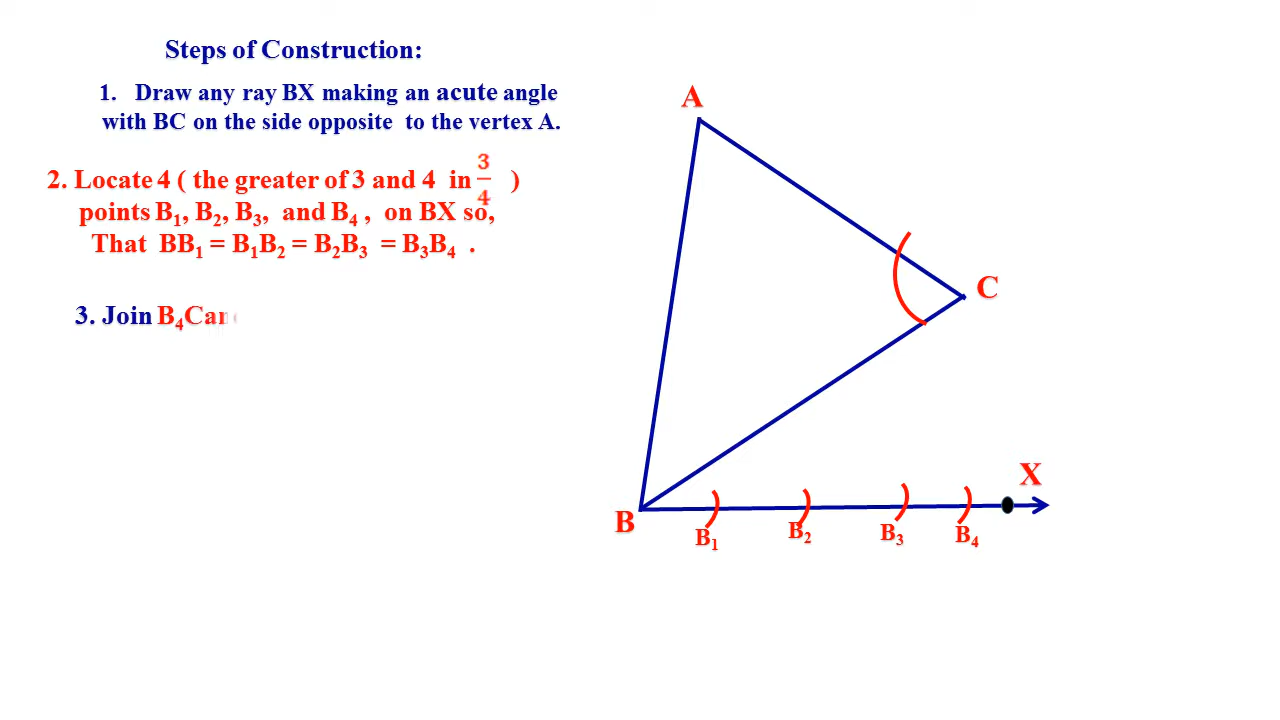 Steps of Construction:
1. Draw any ray BX making an acute angle
with BC on the side opposite to the vertex A.
2. Locate 4 ( the greater of 3 and 4 in 3/4 )
points B₁, B₂, B₃, and B₄ , on BX so,
That BB₁ = B₁B₂ = B₂B₃ = B₃B₄ .
3. Join B₄Can
A
C
X
B
B₁
B₂
B₃
B₄